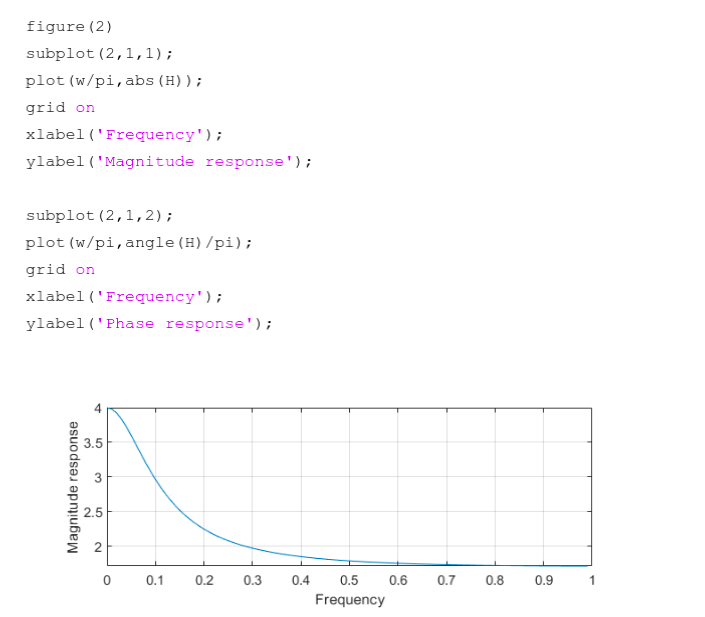 figure(2)
subplot(2,1,1);
plot(w/pi,abs(H));
grid on
xlabel('Frequency');
ylabel('Magnitude response');
subplot(2,1,2);
plot(w/pi,angle(H)/pi);
grid on
xlabel('Frequency');
ylabel('Phase response');
Magnitude response
4
3.5
3
2.5
2
0 0.1 0.2 0.3 0.4 0.5 0.6 0.7 0.8 0.9 1
Frequency